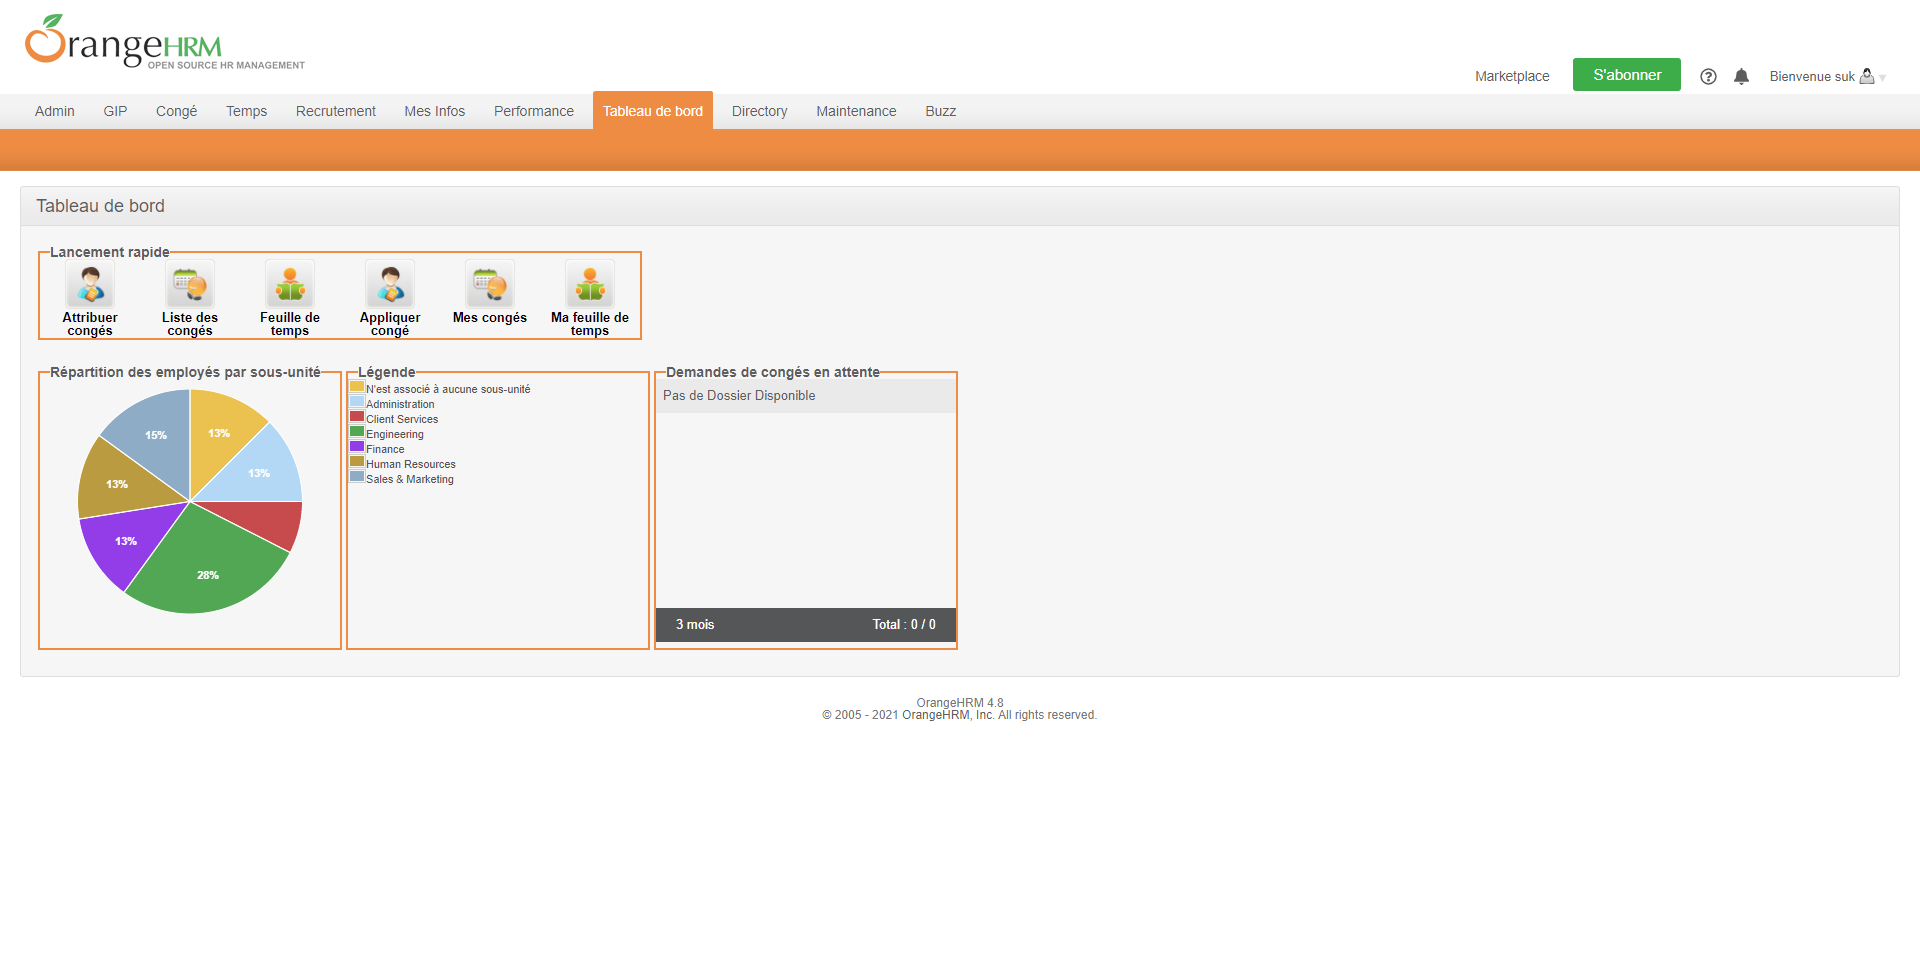 OrangeHRM
OPEN SOURCE HR MANAGEMENT
Marketplace
S'abonner
Bienvenue suk
Admin
GIP
Congé
Temps
Recrutement
Mes Infos
Performance
Tableau de bord
Directory
Maintenance
Buzz
Tableau de bord
Lancement rapide
Attribuer
congés
Liste des
congés
Feuille de
temps
Appliquer
congé
Mes congés
Ma feuille de
temps
Répartition des employés par sous-unité
13%
13%
28%
13%
13%
15%
Légende
N'est associé à aucune sous-unité
Administration
Client Services
Engineering
Finance
Human Resources
Sales & Marketing
Demandes de congés en attente
Pas de Dossier Disponible
3 mois
Total : 0 / 0
OrangeHRM 4.8
© 2005 - 2021 OrangeHRM, Inc. All rights reserved.